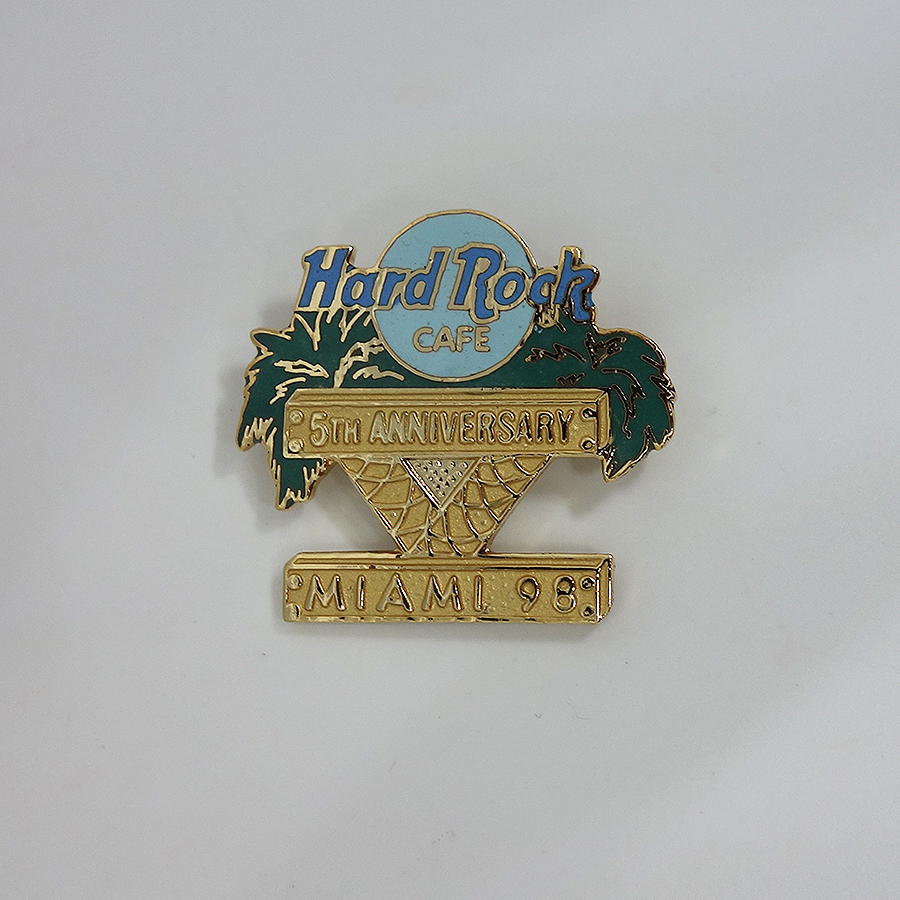 Hard Rock
CAFE
5TH ANNIVERSARY
MIAMI 98